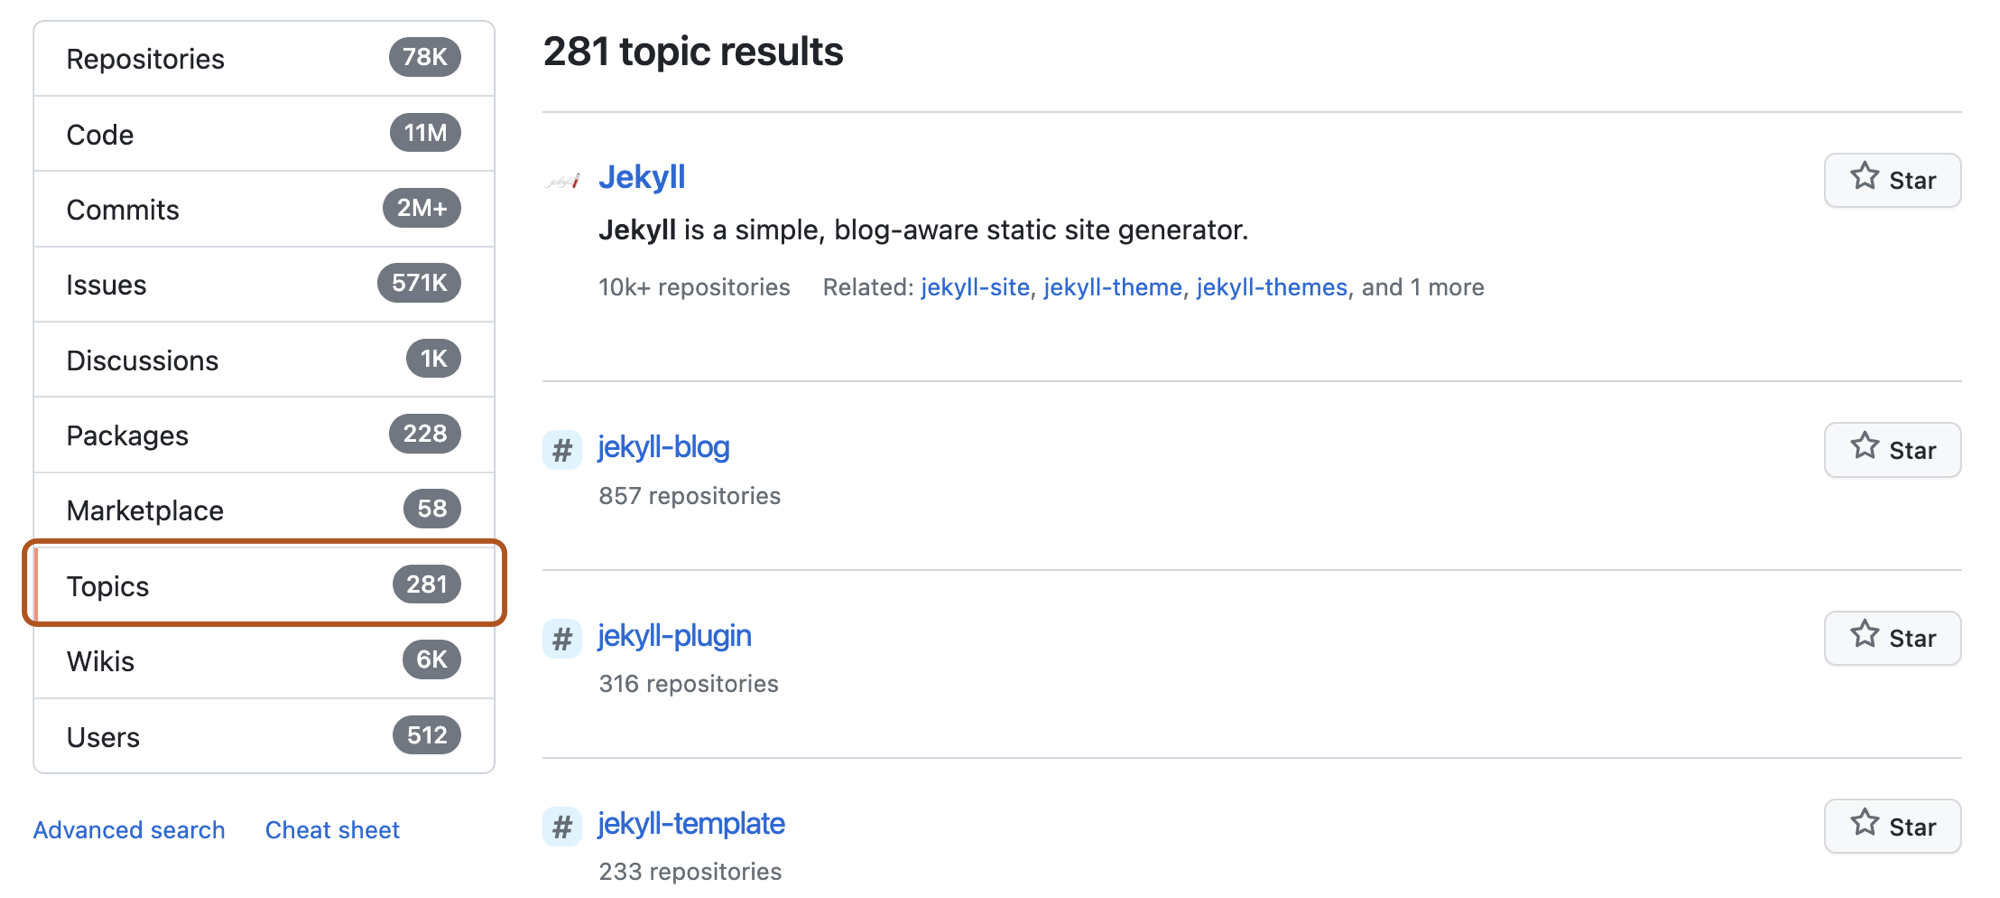 Repositories 78K
Code 11M
Commits 2M+
Issues 571K
Discussions 1K
Packages 228
Marketplace 58
Topics 281
Wikis 6K
Users 512
Advanced search Cheat sheet
281 topic results
jekyll Jekyll Star
Jekyll is a simple, blog-aware static site generator.
10k+ repositories Related: jekyll-site, jekyll-theme, jekyll-themes, and 1 more
# jekyll-blog Star
857 repositories
# jekyll-plugin Star
316 repositories
# jekyll-template Star
233 repositories